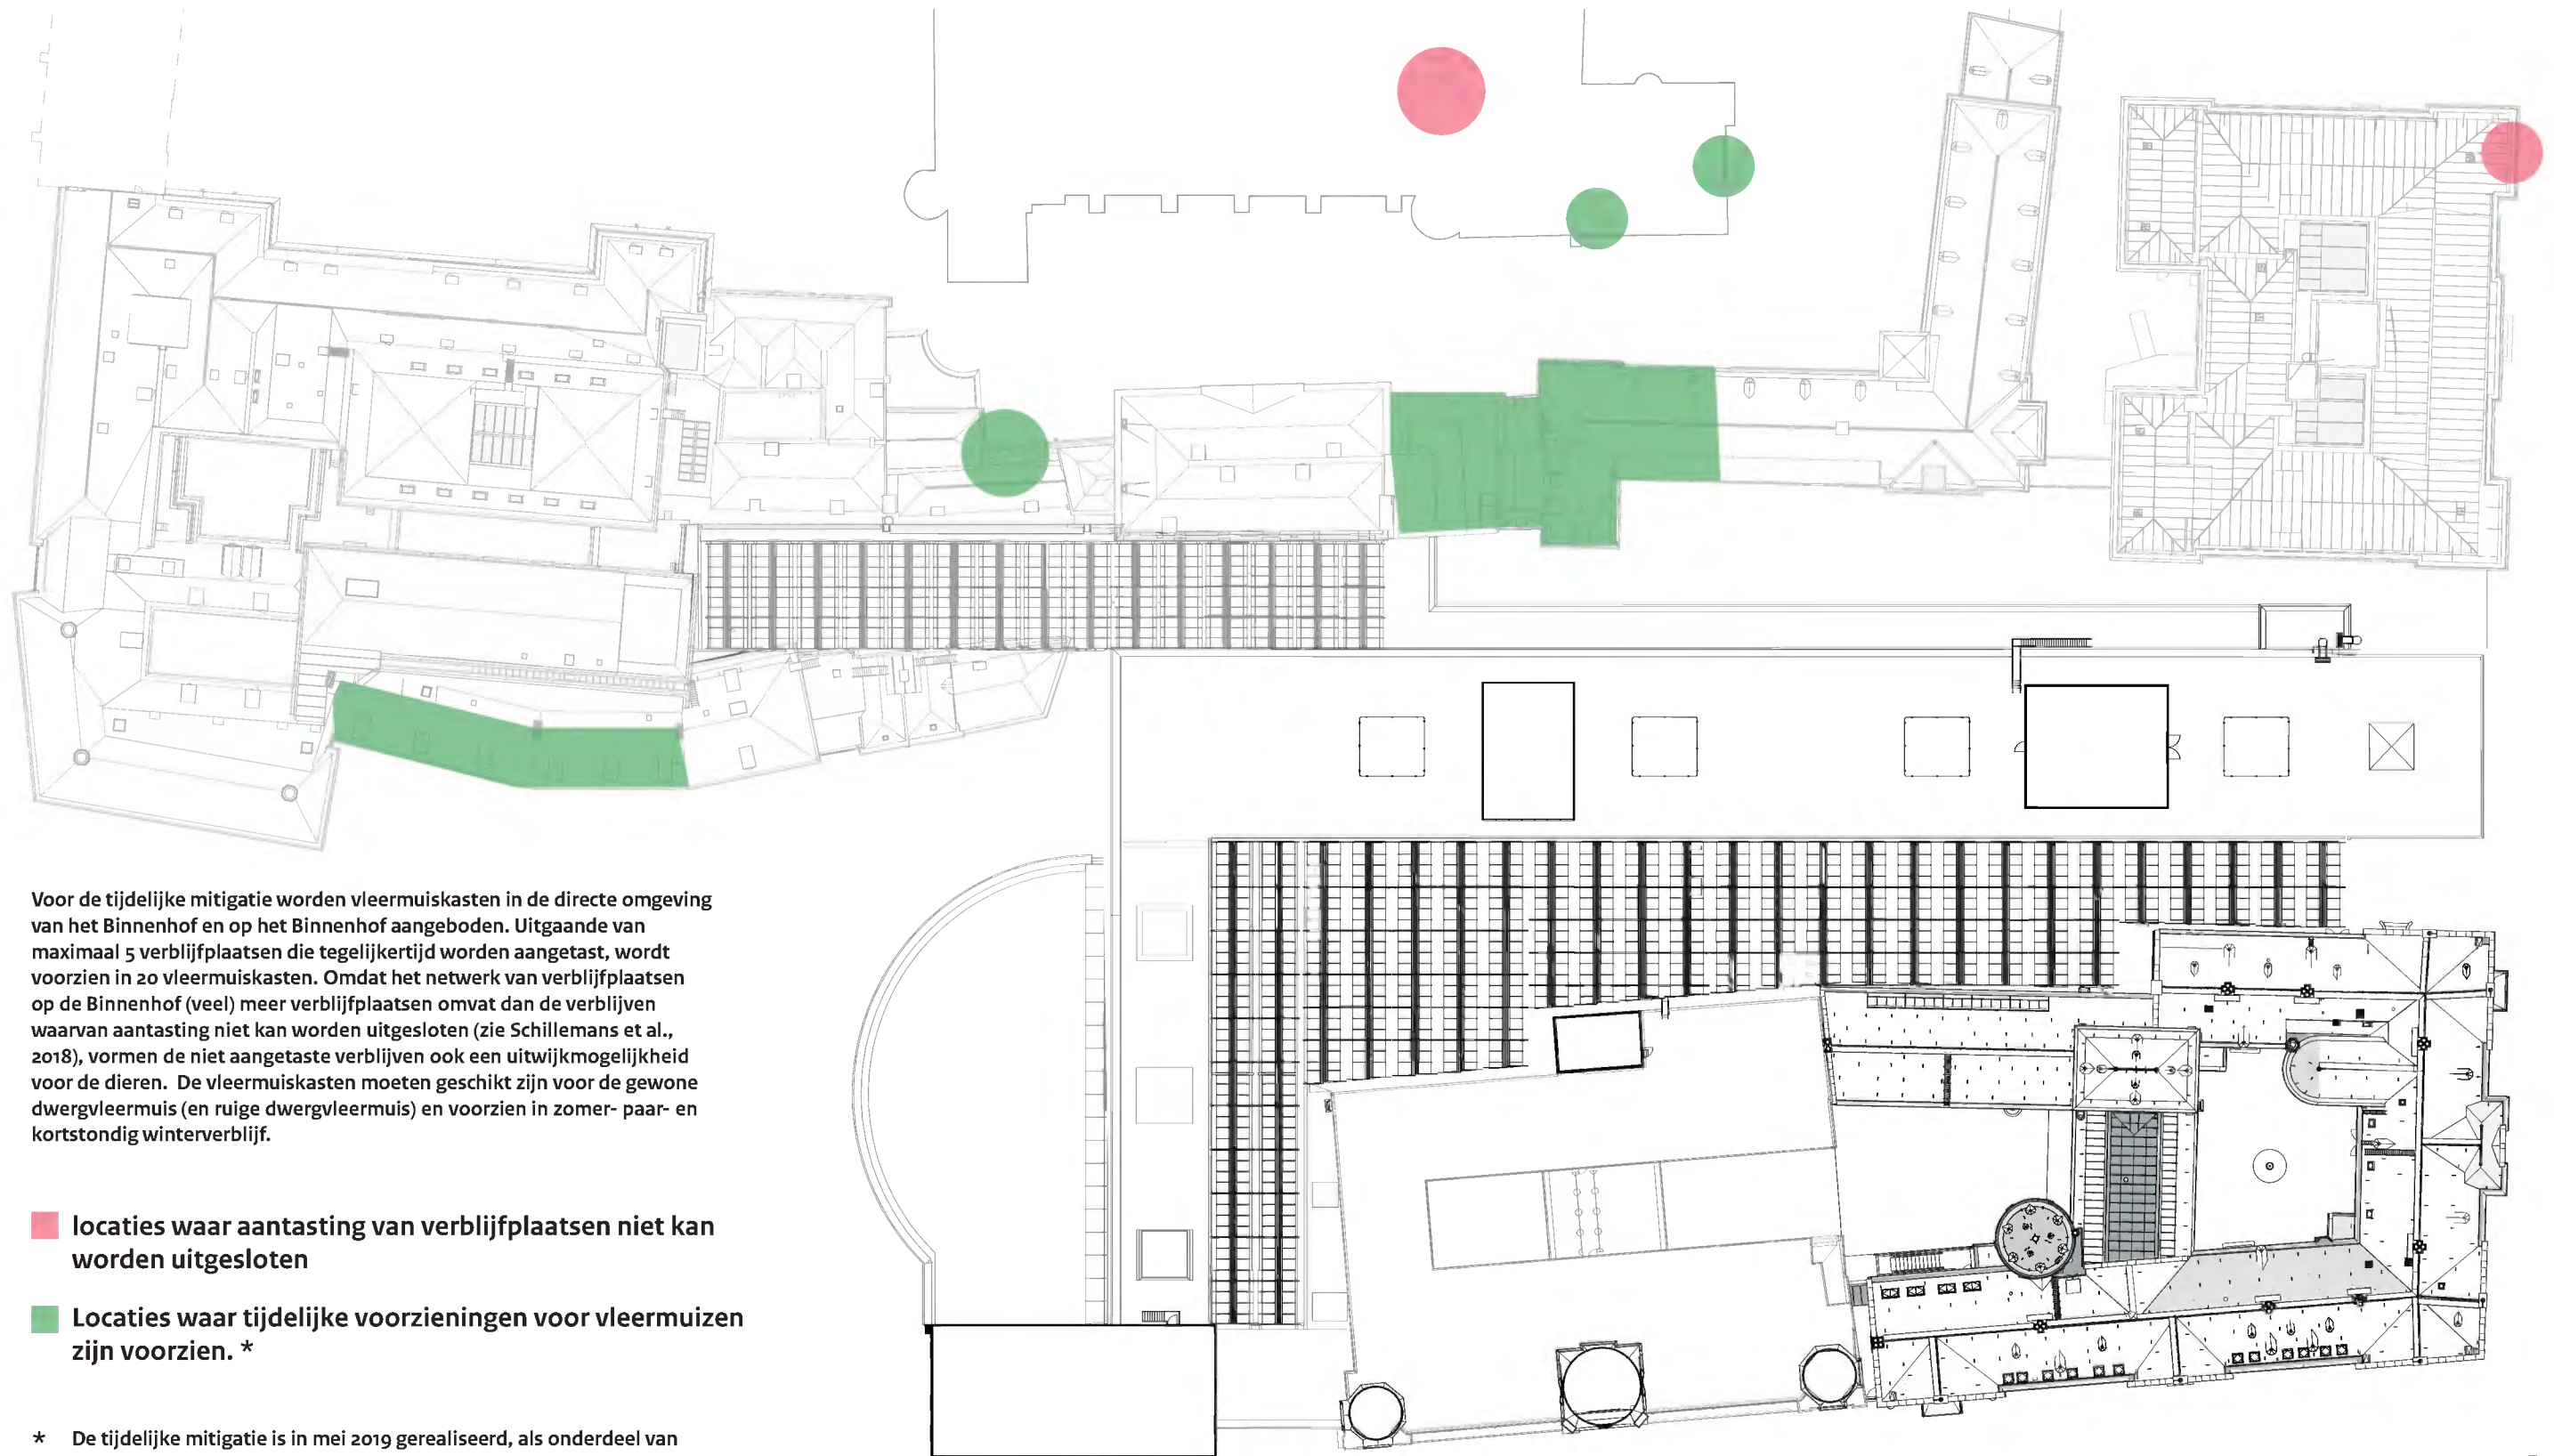 Voor de tijdelijke mitigatie worden vleermuiskasten in de directe omgeving
van het Binnenhof en op het Binnenhof aangeboden. Uitgaande van
maximaal 5 verblijfplaatsen die tegelijkertijd worden aangetast, wordt
voorzien in 20 vleermuiskasten. Omdat het netwerk van verblijfplaatsen
op de Binnenhof (veel) meer verblijfplaatsen omvat dan de verblijven
waarvan aantasting niet kan worden uitgesloten (zie Schillemans et al.,
2018), vormen de niet aangetaste verblijven ook een uitwijkmogelijkheid
voor de dieren. De vleermuiskasten moeten geschikt zijn voor de gewone
dwergvleermuis (en ruige dwergvleermuis) en voorzien in zomer- paar- en
kortstondig winterverblijf.
locaties waar aantasting van verblijfplaatsen niet kan
worden uitgesloten
Locaties waar tijdelijke voorzieningen voor vleermuizen
zijn voorzien. *
* De tijdelijke mitigatie is in mei 2019 gerealiseerd, als onderdeel van